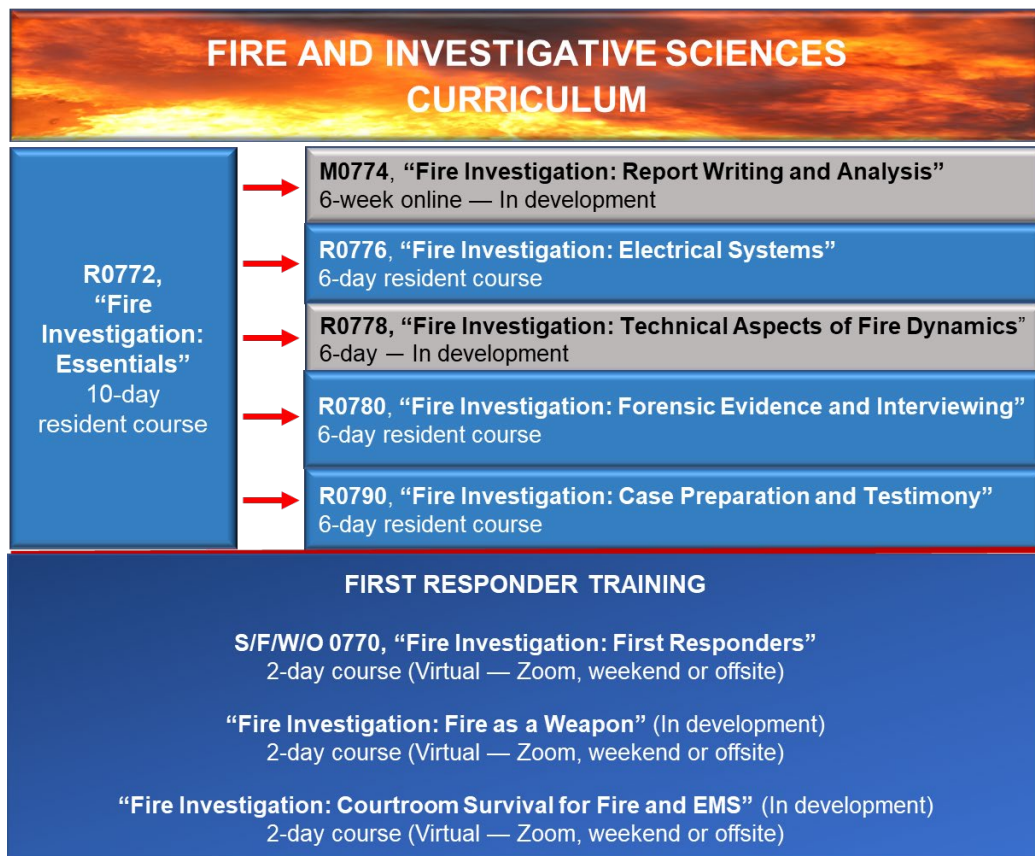 FIRE AND INVESTIGATIVE SCIENCES
CURRICULUM
R0772,
“Fire
Investigation:
Essentials”
10-day
resident course
M0774, “Fire Investigation: Report Writing and Analysis”
6-week online — In development
R0776, “Fire Investigation: Electrical Systems”
6-day resident course
R0778, “Fire Investigation: Technical Aspects of Fire Dynamics”
6-day — In development
R0780, “Fire Investigation: Forensic Evidence and Interviewing”
6-day resident course
R0790, “Fire Investigation: Case Preparation and Testimony”
6-day resident course
FIRST RESPONDER TRAINING
S/F/W/O 0770, “Fire Investigation: First Responders”
2-day course (Virtual — Zoom, weekend or offsite)
“Fire Investigation: Fire as a Weapon” (In development)
2-day course (Virtual — Zoom, weekend or offsite)
“Fire Investigation: Courtroom Survival for Fire and EMS” (In development)
2-day course (Virtual — Zoom, weekend or offsite)